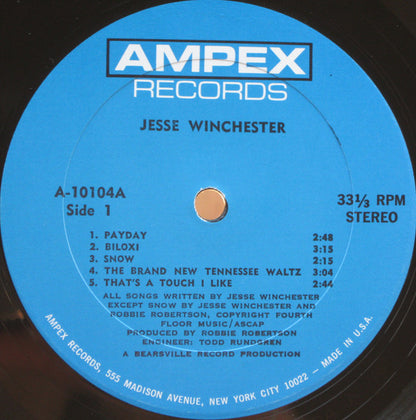 AMPEX
RECORDS
JESSE WINCHESTER
A-10104A
Side 1
33⅓ RPM
STEREO
1. PAYDAY 2:48
2. BILOXI 3:15
3. SNOW 2:15
4. THE BRAND NEW TENNESSEE WALTZ 3:04
5. THAT'S A TOUCH I LIKE 2:44
ALL SONGS WRITTEN BY JESSE WINCHESTER
EXCEPT SNOW BY JESSE WINCHESTER AND
ROBBIE ROBERTSON, COPYRIGHT FOURTH
FLOOR MUSIC/ASCAP
PRODUCED BY ROBBIE ROBERTSON
ENGINEER: TODD RUNDGREN
A BEARSVILLE RECORD PRODUCTION
AMPEX RECORDS, 555 MADISON AVENUE, NEW YORK CITY 10022 – MADE IN U.S.A.